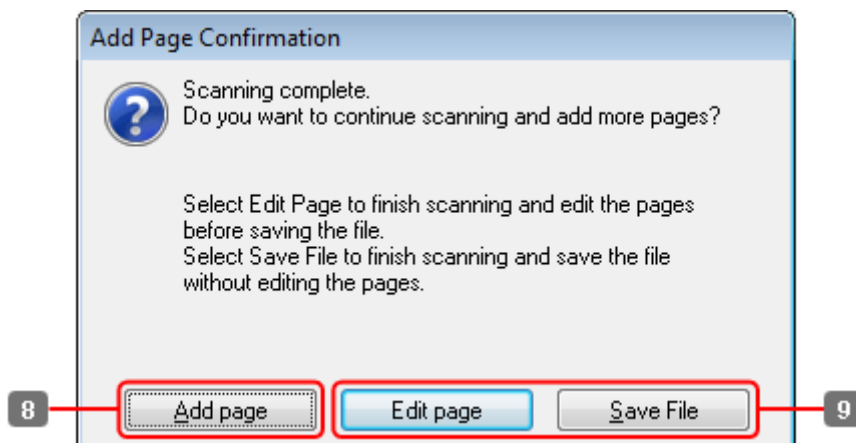 Add Page Confirmation
Scanning complete.
Do you want to continue scanning and add more pages?
Select Edit Page to finish scanning and edit the pages
before saving the file.
Select Save File to finish scanning and save the file
without editing the pages.
8 Add page Edit page Save File 9